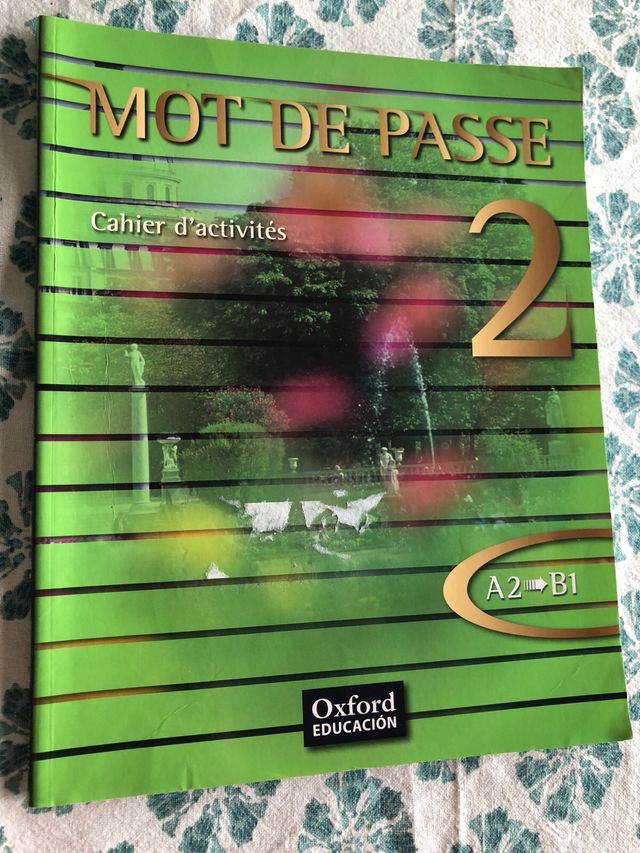 MOT DE PASSE
Cahier d'activités
2
A2 B1
Oxford
EDUCACIÓN